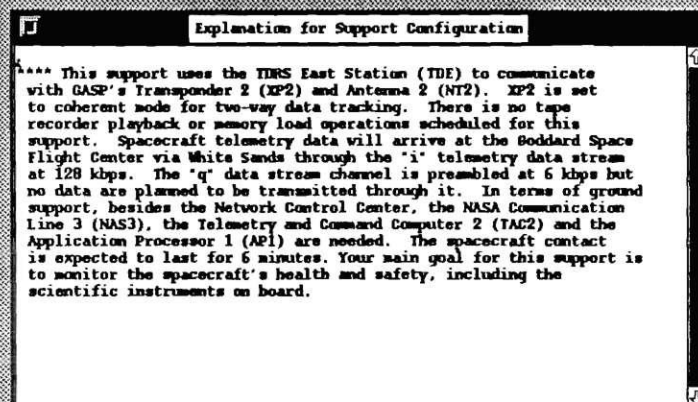 Explanation for Support Configuration
**** This support uses the TDRS East Station (TDE) to communicate
with GASP's Transponder 2 (XP2) and Antenna 2 (NT2). XP2 is set
to coherent mode for two-way data tracking. There is no tape
recorder playback or memory load operations scheduled for this
support. Spacecraft telemetry data will arrive at the Goddard Space
Flight Center via White Sands through the "i" telemetry data stream
at 128 kbps. The "q" data stream channel is preambled at 6 kbps but
no data are planned to be transmitted through it. In terms of ground
support, besides the Network Control Center, the NASA Communication
Line 3 (NAS3), the Telemetry and Command Computer 2 (TAC2) and the
Application Processor 1 (AP1) are needed. The spacecraft contact
is expected to last for 6 minutes. Your main goal for this support is
to monitor the spacecraft's health and safety, including the
scientific instruments on board.